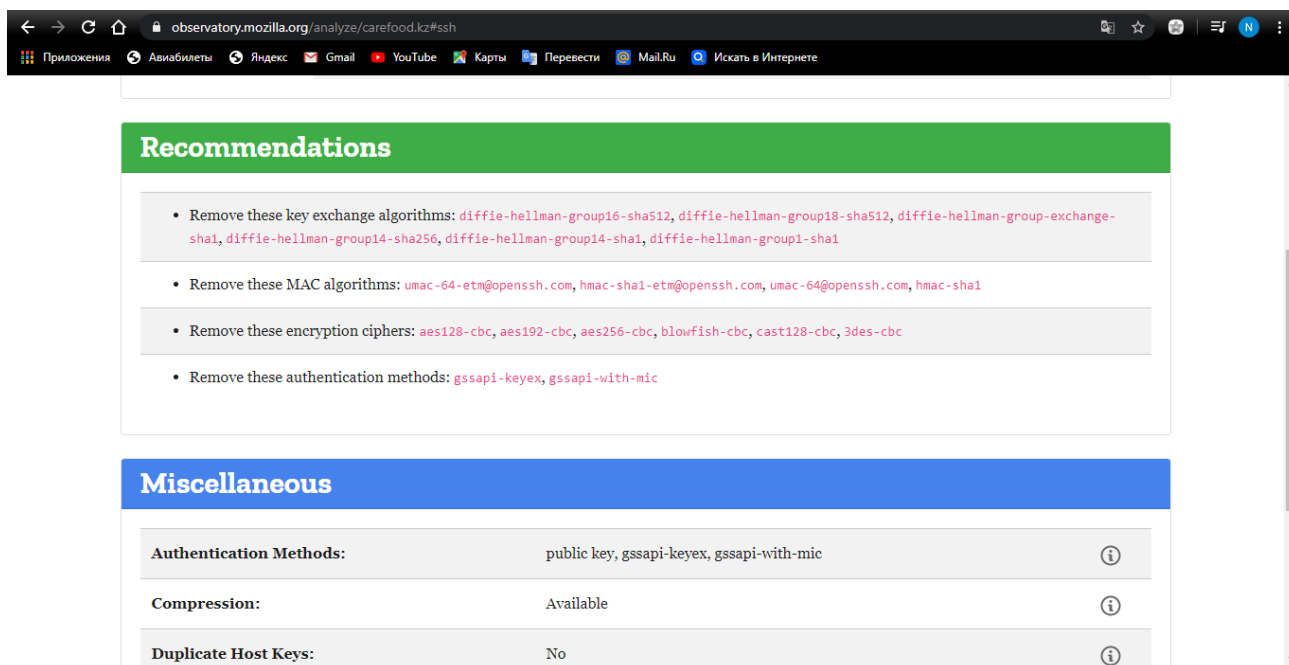 observatory.mozilla.org/analyze/carefood.kz#ssh
N
Приложения Авиабилеты Яндекс Gmail YouTube Карты Перевести Mail.Ru Искать в Интернете
Recommendations
• Remove these key exchange algorithms: diffie-hellman-group16-sha512, diffie-hellman-group18-sha512, diffie-hellman-group-exchange-
sha1, diffie-hellman-group14-sha256, diffie-hellman-group14-sha1, diffie-hellman-group1-sha1
• Remove these MAC algorithms: umac-64-etm@openssh.com, hmac-sha1-etm@openssh.com, umac-64@openssh.com, hmac-sha1
• Remove these encryption ciphers: aes128-cbc, aes192-cbc, aes256-cbc, blowfish-cbc, cast128-cbc, 3des-cbc
• Remove these authentication methods: gssapi-keyex, gssapi-with-mic
Miscellaneous
Authentication Methods: public key, gssapi-keyex, gssapi-with-mic
Compression: Available
Duplicate Host Keys: No